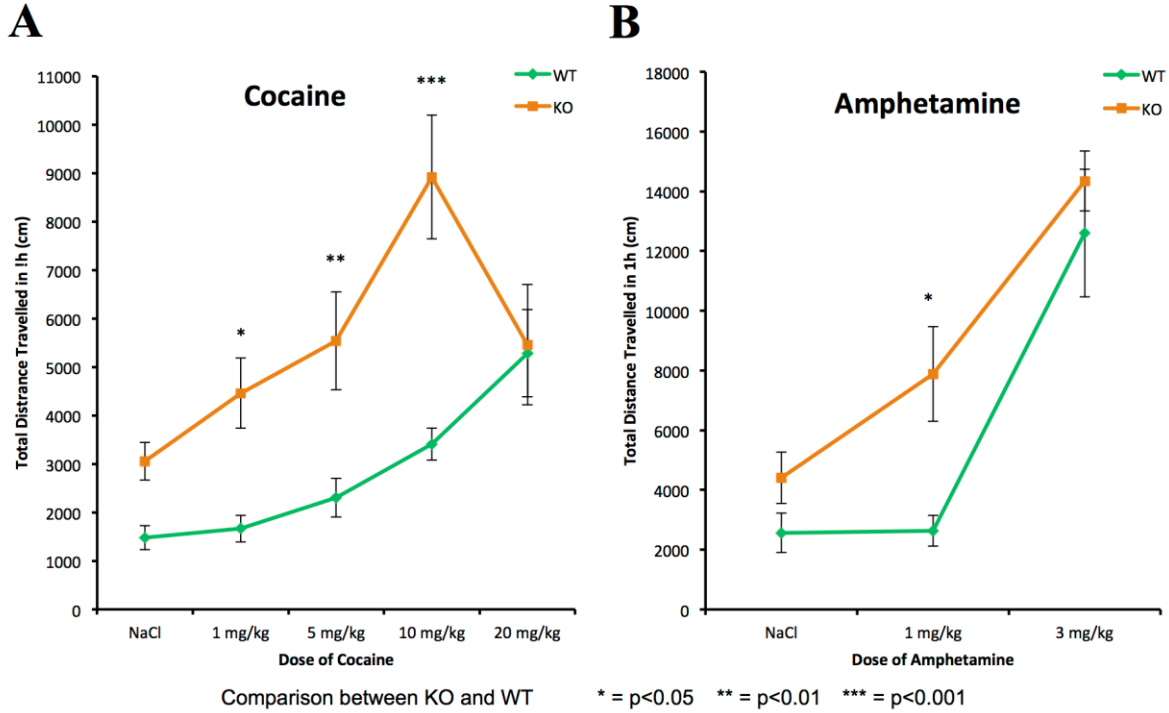 A
Cocaine
WT
KO
***
**
*
11000
10000
9000
8000
7000
6000
5000
4000
3000
2000
1000
0
Total Distrance Travelled in !h (cm)
NaCl 1 mg/kg 5 mg/kg 10 mg/kg 20 mg/kg
Dose of Cocaine
B
Amphetamine
WT
KO
*
18000
16000
14000
12000
10000
8000
6000
4000
2000
0
Total Distance Travelled in 1h (cm)
NaCl 1 mg/kg 3 mg/kg
Dose of Amphetamine
Comparison between KO and WT * = p<0.05 ** = p<0.01 *** = p<0.001